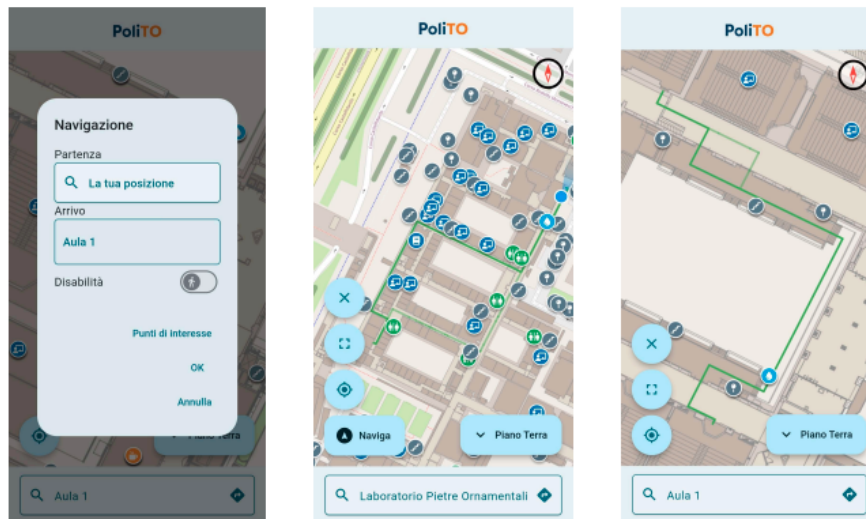 PoliTO
Navigazione
Partenza
La tua posizione
Arrivo
Aula 1
Disabilità
Punti di interesse
OK
Annulla
Piano Terra
Aula 1
PoliTO
Naviga
Piano Terra
Laboratorio Pietre Ornamentali
PoliTO
Piano Terra
Aula 1